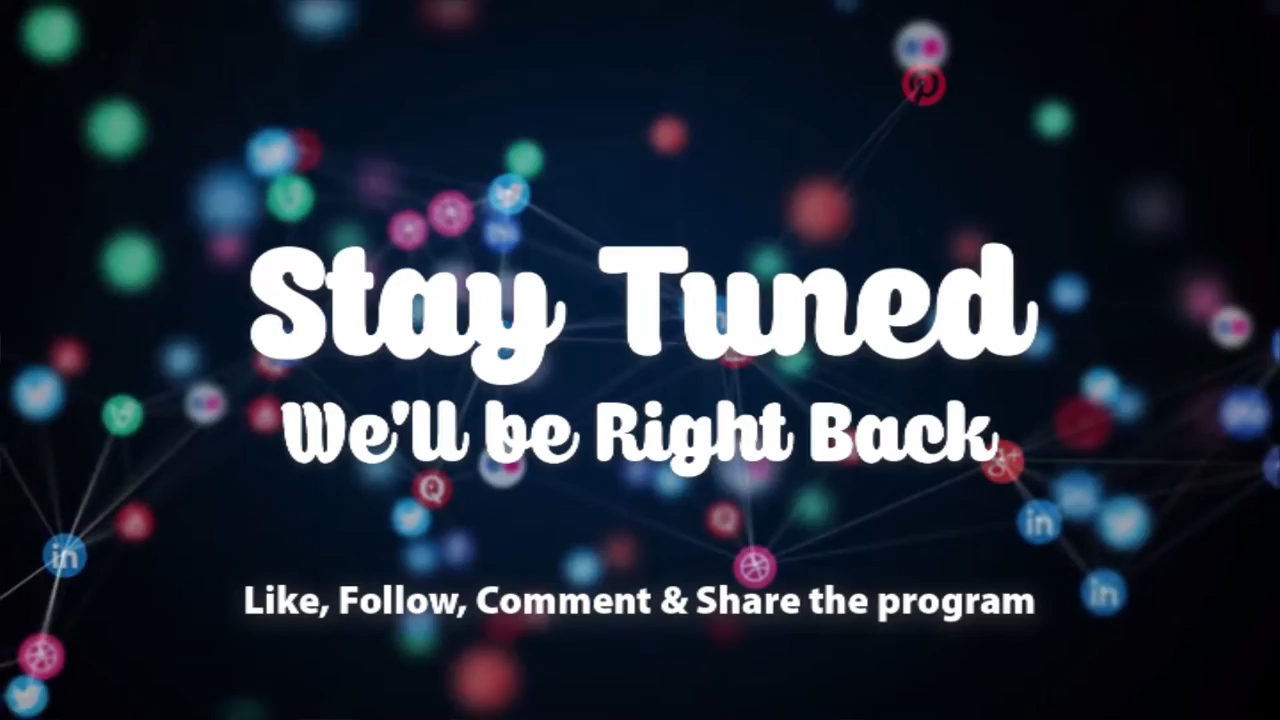 Stay Tuned
We'll be Right Back
Like, Follow, Comment & Share the program